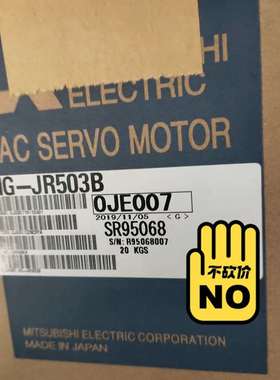 MITSUBISHI
ELECTRIC
AC SERVO MOTOR
HG-JR503B
0JE007
2019/11/05 <G>
SR95068
S/N: R95068007
20 KGS
不砍价
NO
MITSUBISHI ELECTRIC CORPORATION
MADE IN JAPAN